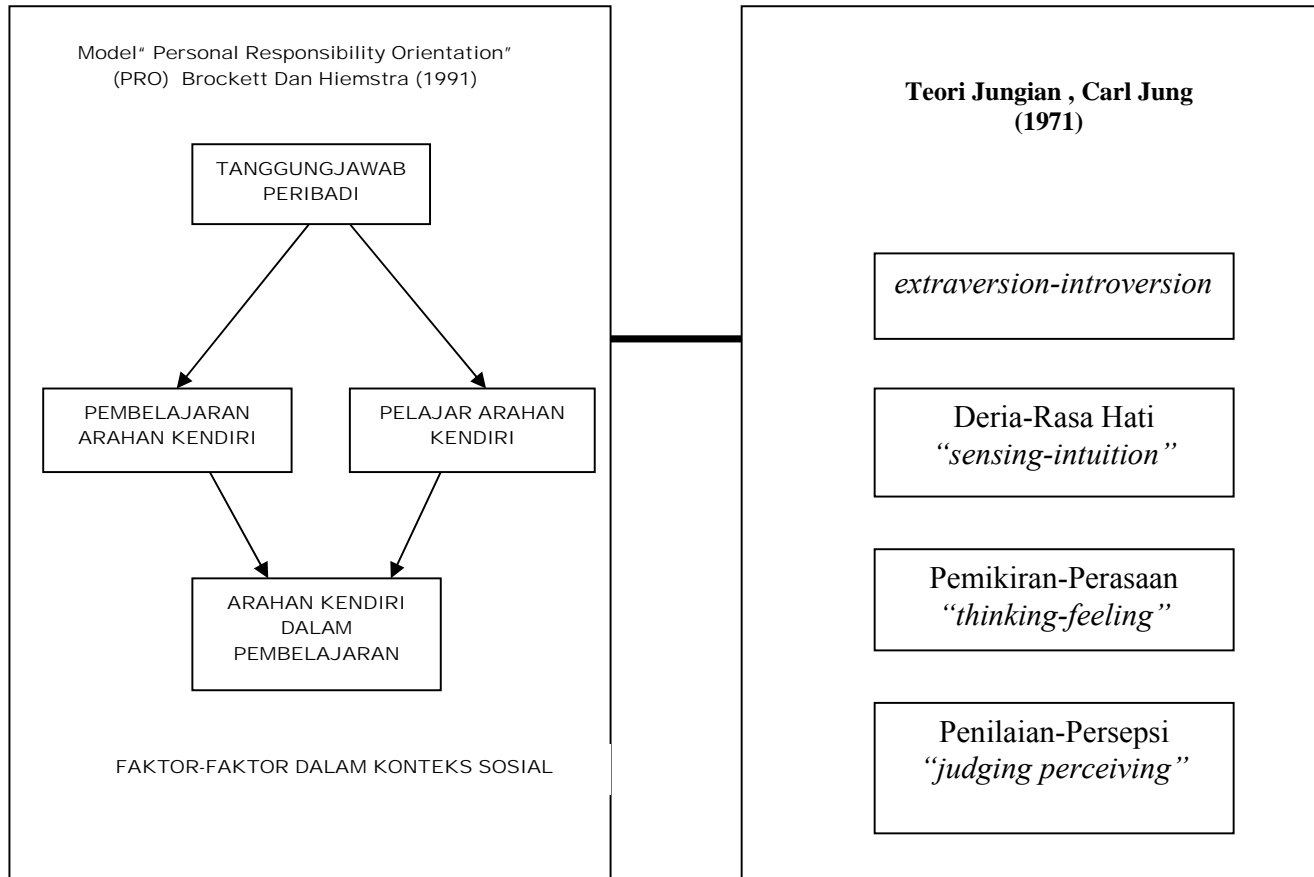 Model“ Personal Responsibility Orientation”
(PRO) Brockett Dan Hiemstra (1991)
TANGGUNGJAWAB
PERIBADI
PEMBELAJARAN
ARAHAN KENDIRI
PELAJAR ARAHAN
KENDIRI
ARAHAN KENDIRI
DALAM
PEMBELAJARAN
FAKTOR-FAKTOR DALAM KONTEKS SOSIAL
Teori Jungian , Carl Jung
(1971)
extraversion-introversion
Deria-Rasa Hati
“sensing-intuition”
Pemikiran-Perasaan
“thinking-feeling”
Penilaian-Persepsi
“judging perceiving”